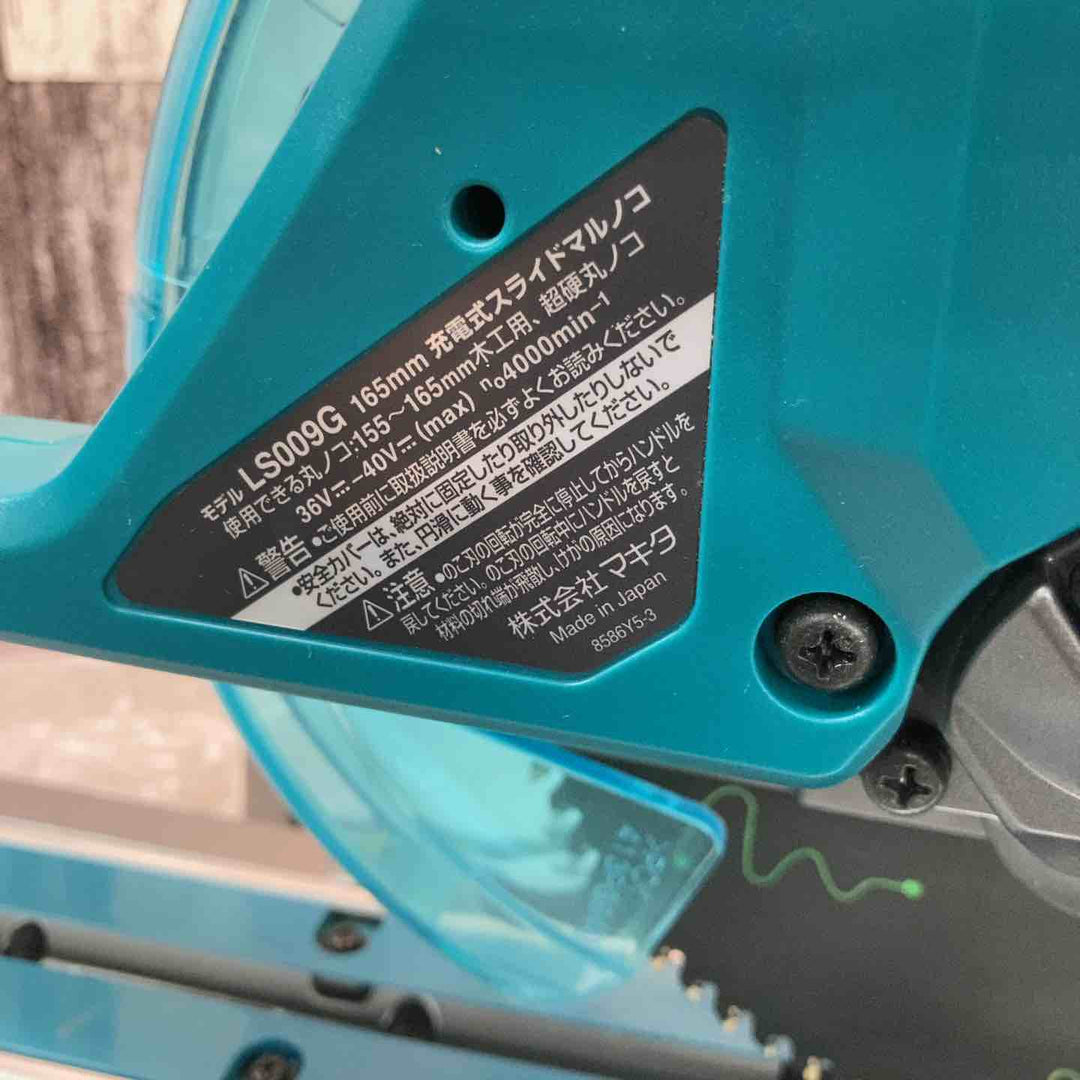 モデル LS009G 165mm 充電式スライドマルノコ
使用できる丸ノコ:155～165mm木工用、超硬丸ノコ
36V⎓-40V⎓(max) n₀4000min⁻¹
⚠警告 •ご使用前に取扱説明書を必ずよくお読みください。
•安全カバーは、絶対に固定したり取り外したりしないで
ください。また、円滑に動く事を確認してください。
⚠注意 •のこ刃の回転が完全に停止してからハンドルを
戻してください。のこ刃の回転中にハンドルを戻すと
材料の切れ端が飛散し、けがの原因になります。
株式会社マキタ
Made in Japan
8586Y5-3